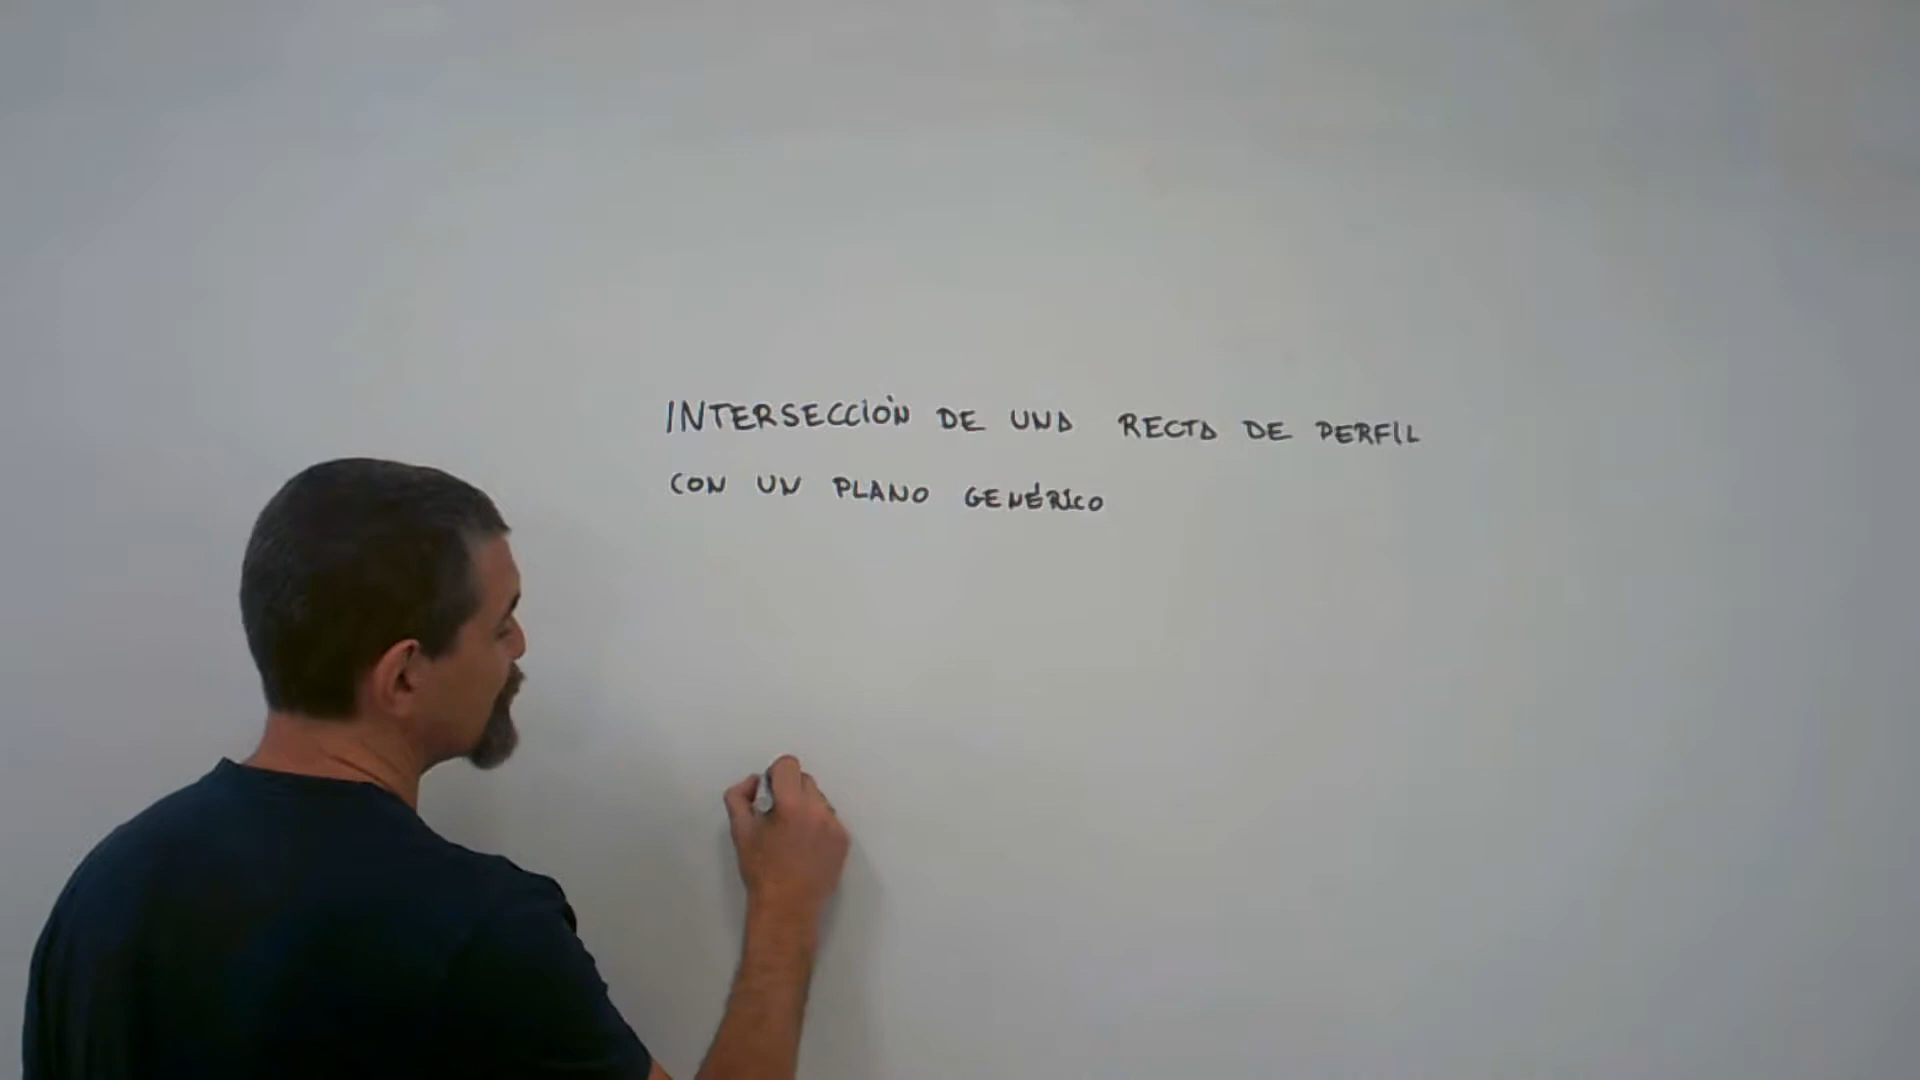 INTERSECCIÓN DE UNA RECTA DE PERFIL
CON UN PLANO GENÉRICO